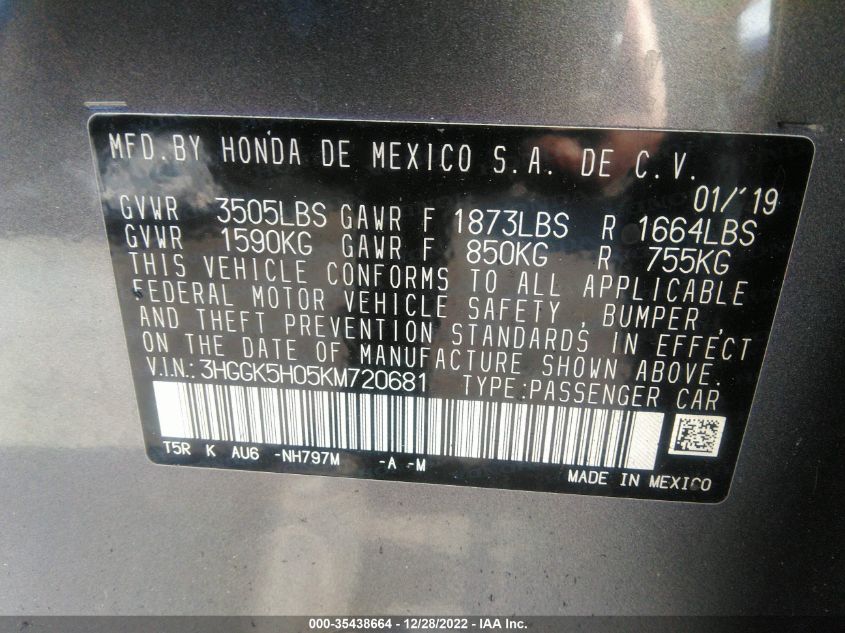 MFD.BY HONDA DE MEXICO S.A. DE C.V.
01/'19
GVWR 3505LBS GAWR F 1873LBS R 1664LBS
GVWR 1590KG GAWR F 850KG R 755KG
THIS VEHICLE CONFORMS TO ALL APPLICABLE
FEDERAL MOTOR VEHICLE SAFETY, BUMPER,
AND THEFT PREVENTION STANDARDS IN EFFECT
ON THE DATE OF MANUFACTURE SHOWN ABOVE.
V.I.N.: 3HGGK5H05KM720681 TYPE:PASSENGER CAR
T5R K AU6 -NH797M -A -M
MADE IN MEXICO
000-35438664 - 12/28/2022 - IAA Inc.